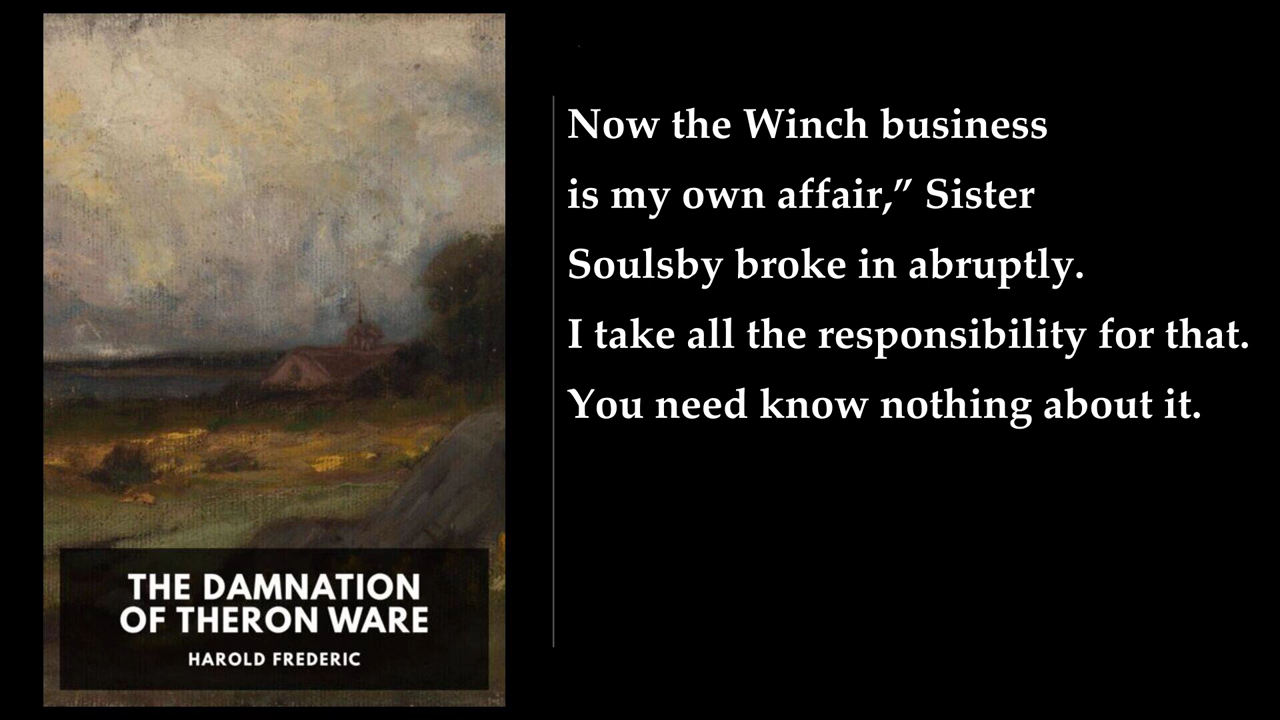 THE DAMNATION
OF THERON WARE
HAROLD FREDERIC
Now the Winch business
is my own affair,” Sister
Soulsby broke in abruptly.
I take all the responsibility for that.
You need know nothing about it.